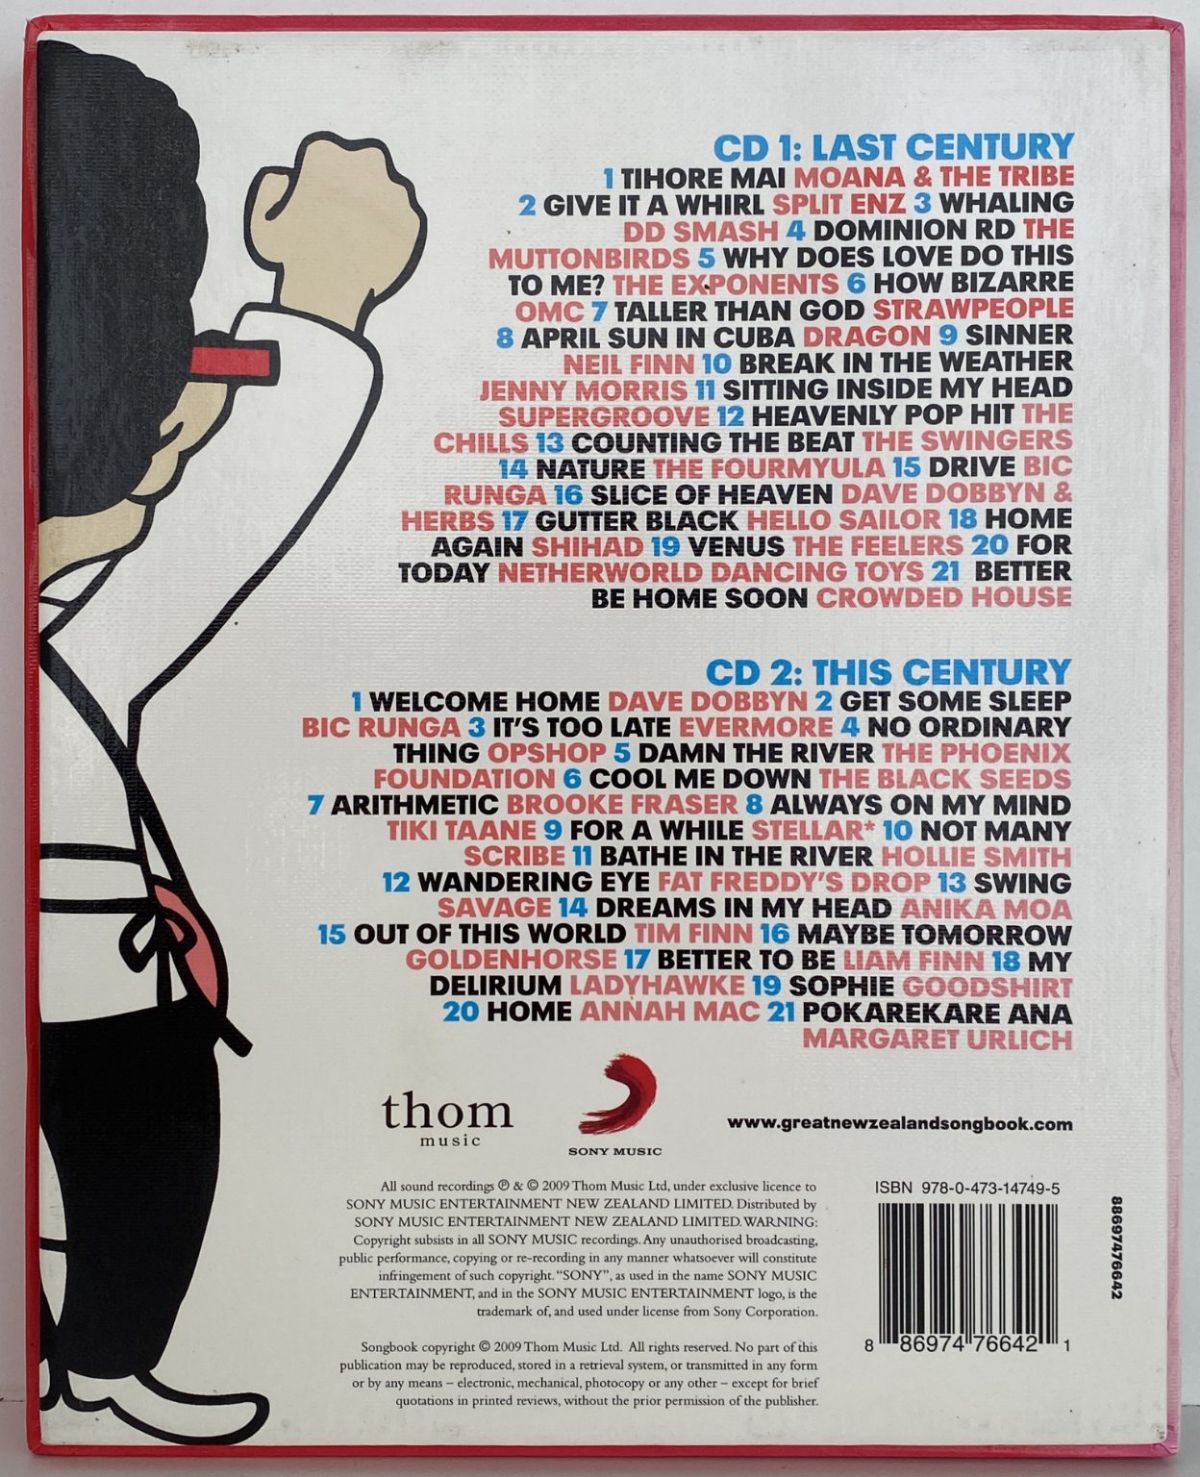 CD 1: LAST CENTURY
1 TIHORE MAI MOANA & THE TRIBE
2 GIVE IT A WHIRL SPLIT ENZ 3 WHALING
DD SMASH 4 DOMINION RD THE
MUTTONBIRDS 5 WHY DOES LOVE DO THIS
TO ME? THE EXPONENTS 6 HOW BIZARRE
OMC 7 TALLER THAN GOD STRAWPEOPLE
8 APRIL SUN IN CUBA DRAGON 9 SINNER
NEIL FINN 10 BREAK IN THE WEATHER
JENNY MORRIS 11 SITTING INSIDE MY HEAD
SUPERGROOVE 12 HEAVENLY POP HIT THE
CHILLS 13 COUNTING THE BEAT THE SWINGERS
14 NATURE THE FOURMYULA 15 DRIVE BIC
RUNGA 16 SLICE OF HEAVEN DAVE DOBBYN &
HERBS 17 GUTTER BLACK HELLO SAILOR 18 HOME
AGAIN SHIHAD 19 VENUS THE FEELERS 20 FOR
TODAY NETHERWORLD DANCING TOYS 21 BETTER
BE HOME SOON CROWDED HOUSE
CD 2: THIS CENTURY
1 WELCOME HOME DAVE DOBBYN 2 GET SOME SLEEP
BIC RUNGA 3 IT'S TOO LATE EVERMORE 4 NO ORDINARY
THING OPSHOP 5 DAMN THE RIVER THE PHOENIX
FOUNDATION 6 COOL ME DOWN THE BLACK SEEDS
7 ARITHMETIC BROOKE FRASER 8 ALWAYS ON MY MIND
TIKI TAANE 9 FOR A WHILE STELLAR* 10 NOT MANY
SCRIBE 11 BATHE IN THE RIVER HOLLIE SMITH
12 WANDERING EYE FAT FREDDY'S DROP 13 SWING
SAVAGE 14 DREAMS IN MY HEAD ANIKA MOA
15 OUT OF THIS WORLD TIM FINN 16 MAYBE TOMORROW
GOLDENHORSE 17 BETTER TO BE LIAM FINN 18 MY
DELIRIUM LADYHAWKE 19 SOPHIE GOODSHIRT
20 HOME ANNAH MAC 21 POKAREKARE ANA
MARGARET URLICH
thom
music
SONY MUSIC
www.greatnewzealandsongbook.com
All sound recordings ℗ & © 2009 Thom Music Ltd, under exclusive licence to
SONY MUSIC ENTERTAINMENT NEW ZEALAND LIMITED. Distributed by
SONY MUSIC ENTERTAINMENT NEW ZEALAND LIMITED. WARNING:
Copyright subsists in all SONY MUSIC recordings. Any unauthorised broadcasting,
public performance, copying or re-recording in any manner whatsoever will constitute
infringement of such copyright. "SONY", as used in the name SONY MUSIC
ENTERTAINMENT, and in the SONY MUSIC ENTERTAINMENT logo, is the
trademark of, and used under license from Sony Corporation.
Songbook copyright © 2009 Thom Music Ltd. All rights reserved. No part of this
publication may be reproduced, stored in a retrieval system, or transmitted in any form
or by any means – electronic, mechanical, photocopy or any other – except for brief
quotations in printed reviews, without the prior permission of the publisher.
ISBN 978-0-473-14749-5
8 86974 76642 1
88697476642